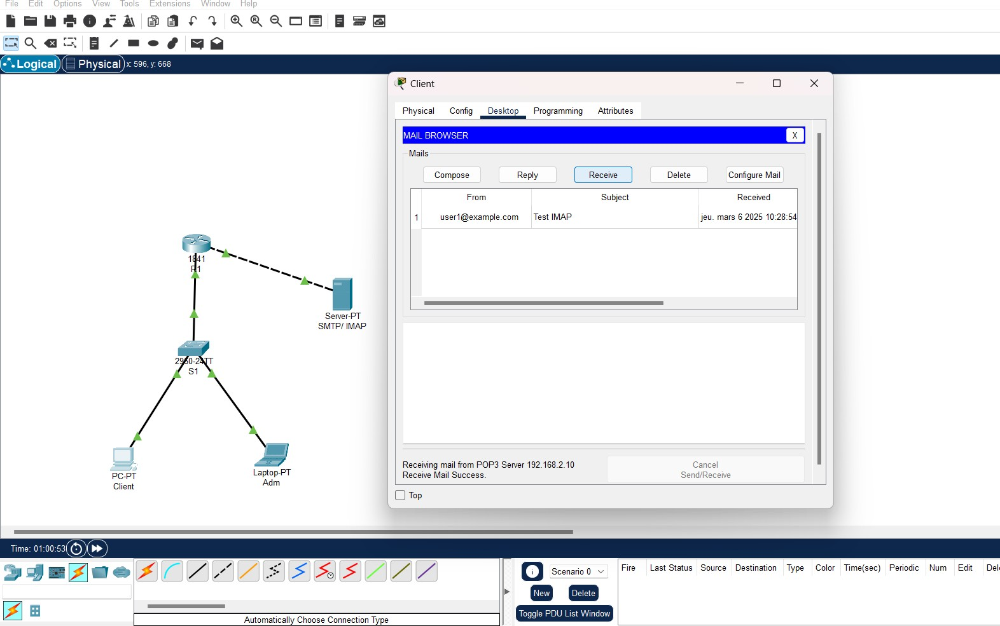 File Edit Options View Tools Extensions Window Help
Logical Physical x: 596, y: 668
Client
Physical Config Desktop Programming Attributes
MAIL BROWSER X
Mails
Compose Reply Receive Delete Configure Mail
From Subject Received
1 user1@example.com Test IMAP jeu. mars 6 2025 10:28:54
Receiving mail from POP3 Server 192.168.2.10
Receive Mail Success.
Cancel
Send/Receive
Top
1841
R1
Server-PT
SMTP/ IMAP
2960-24TT
S1
PC-PT
Client
Laptop-PT
Adm
Time: 01:00:53
Automatically Choose Connection Type
Scenario 0
New Delete
Toggle PDU List Window
Fire Last Status Source Destination Type Color Time(sec) Periodic Num Edit Del